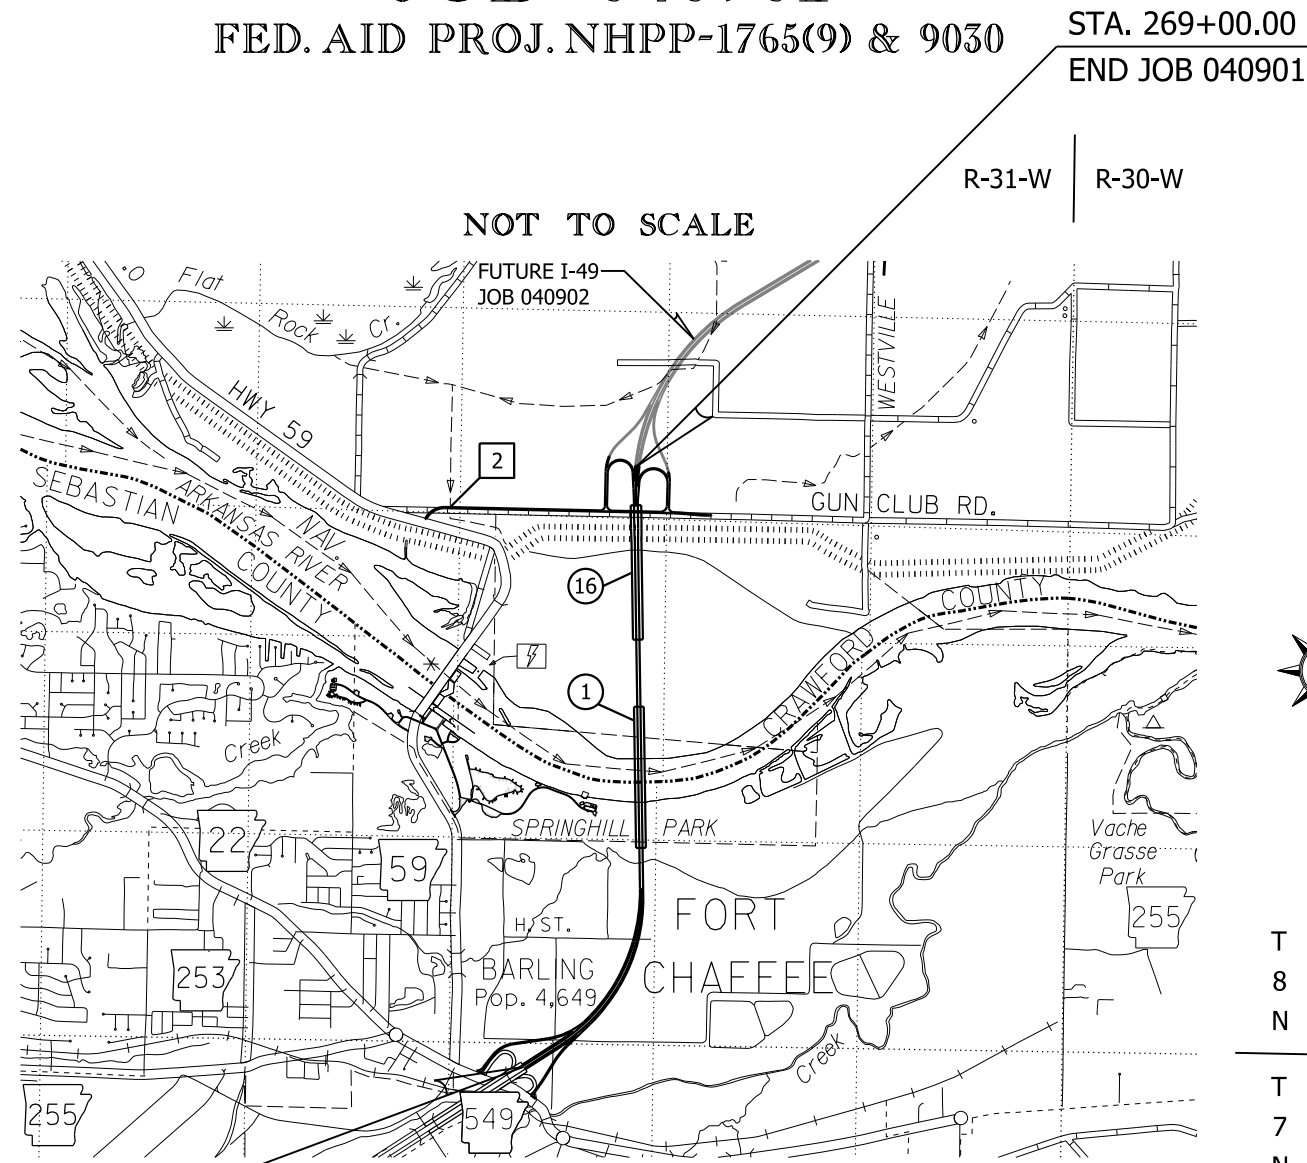 FED. AID PROJ. NHPP-1765(9) & 9030
STA. 269+00.00
END JOB 040901
R-31-W
R-30-W
NOT TO SCALE
FUTURE I-49
JOB 040902
Flat
Rock
Cr.
HWY 59
WESTVILLE
2
GUN CLUB RD.
SEBASTIAN
COUNTY
ARKANSAS RIVER
NAV.
16
COUNTY
CRAWFORD
1
Creek
SPRINGHILL PARK
22
59
Vache
Grasse
Park
255
H. ST.
FORT
CHAFFEE
BARLING
Pop. 4,649
253
Creek
255
549
T
8
N
T
7
N